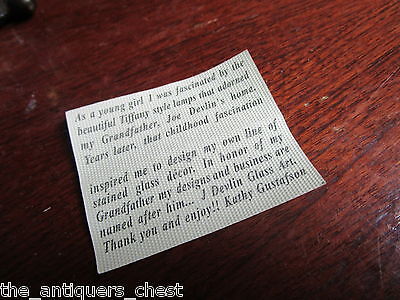 As a young girl I was fascinated by the
beautiful Tiffany style lamps that adorned
my Grandfather, Joe Devlin's home.
Years later, that childhood fascination
inspired me to design my own line of
stained glass décor. In honor of my
Grandfather my designs and business are
named after him... J Devlin Glass Art.
Thank you and enjoy!! Kathy Gustafson
the_antiquers_chest